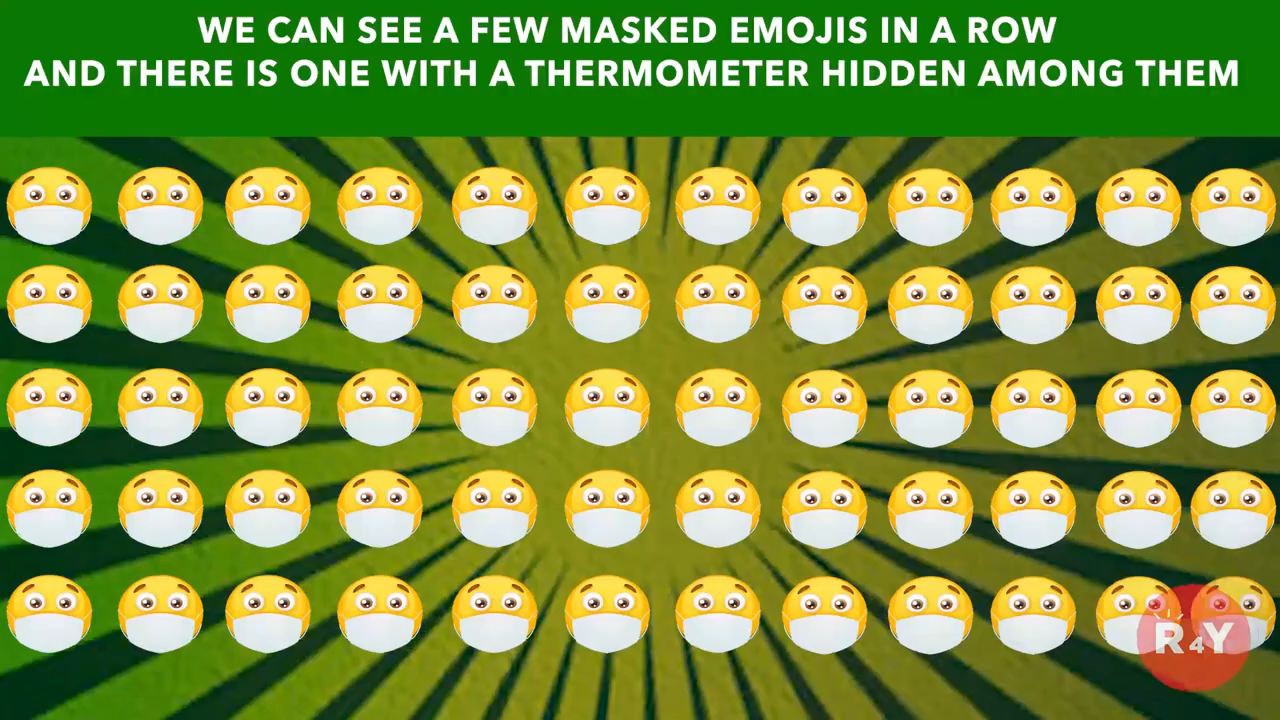 WE CAN SEE A FEW MASKED EMOJIS IN A ROW
AND THERE IS ONE WITH A THERMOMETER HIDDEN AMONG THEM
R4Y